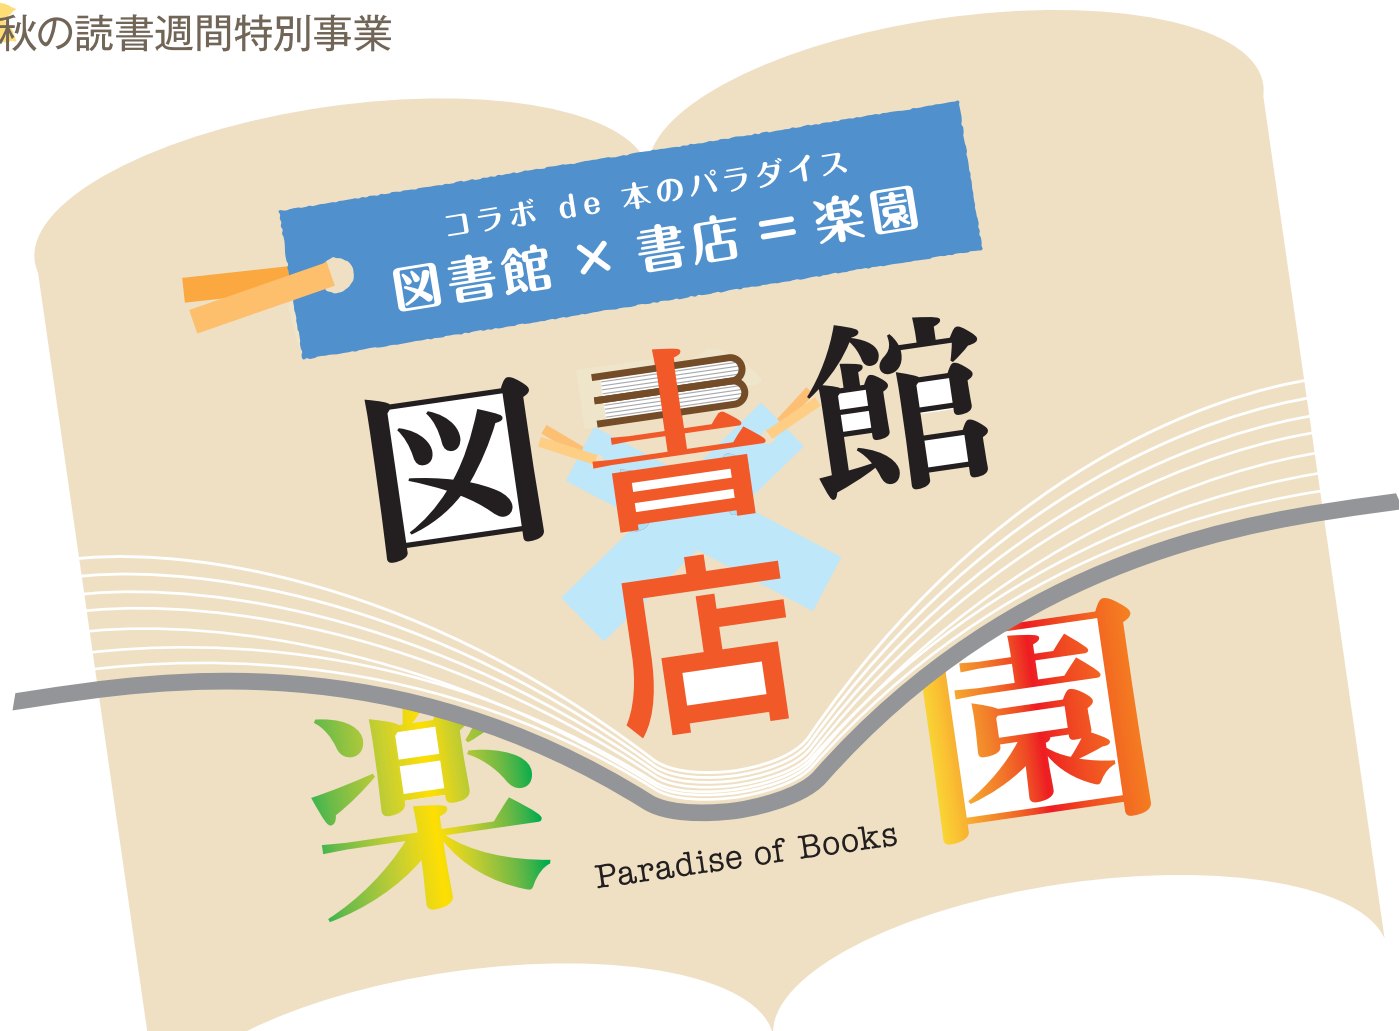 秋の読書週間特別事業
コラボ de 本のパラダイス
図書館 × 書店 = 楽園
図書館
店
楽園
Paradise of Books